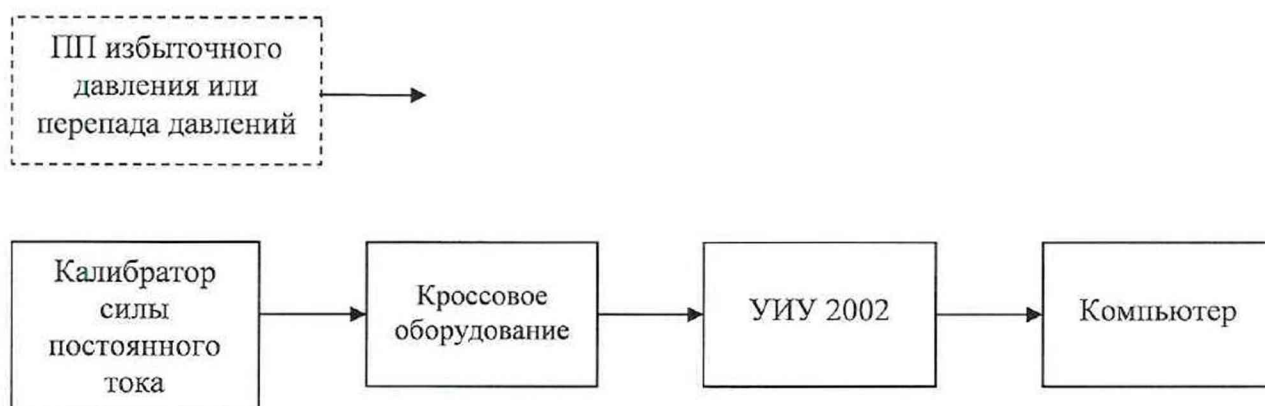 ПП избыточного
давления или
перепада давлений
Калибратор
силы
постоянного
тока
Кроссовое
оборудование
УИУ 2002
Компьютер